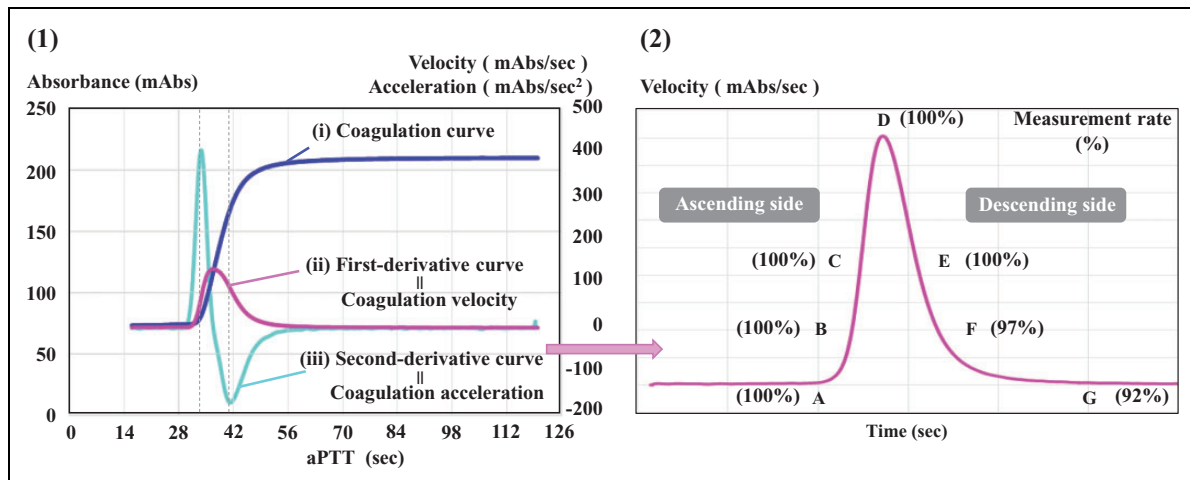 (1)
Absorbance (mAbs)
Velocity ( mAbs/sec )
Acceleration ( mAbs/sec²)
250
200
150
100
50
0
500
400
300
200
100
0
-100
-200
(i) Coagulation curve
(ii) First-derivative curve
||
Coagulation velocity
(iii) Second-derivative curve
||
Coagulation acceleration
0 14 28 42 56 70 84 98 112 126
aPTT (sec)
(2)
Velocity ( mAbs/sec )
D (100%)
Measurement rate
(%)
Ascending side
Descending side
(100%) C
E (100%)
(100%) B
F (97%)
(100%) A
G (92%)
Time (sec)